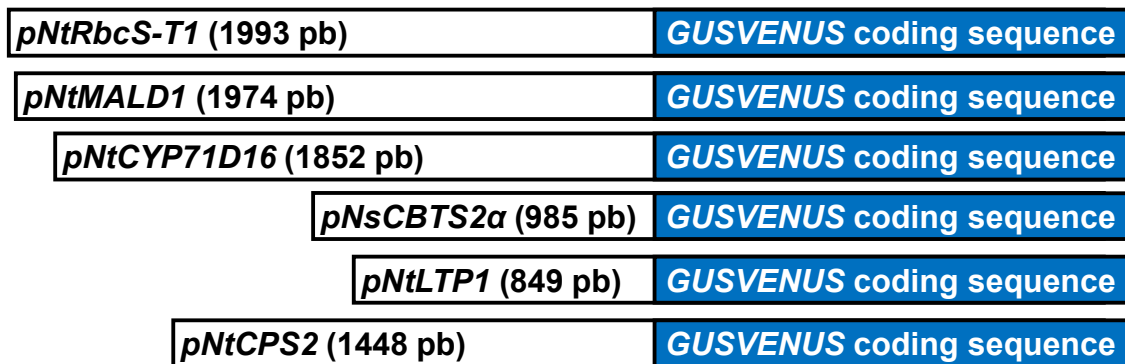 pNtRbcS-T1 (1993 pb) GUSVENUS coding sequence
pNtMALD1 (1974 pb) GUSVENUS coding sequence
pNtCYP71D16 (1852 pb) GUSVENUS coding sequence
pNsCBTS2α (985 pb) GUSVENUS coding sequence
pNtLTP1 (849 pb) GUSVENUS coding sequence
pNtCPS2 (1448 pb) GUSVENUS coding sequence